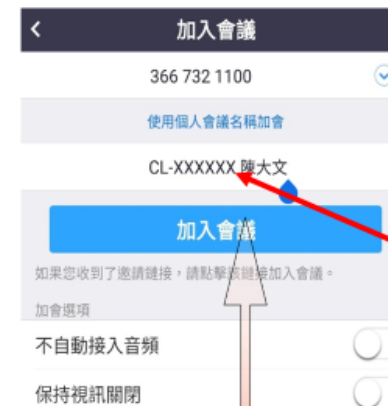 加入會議
366 732 1100
使用個人會議名稱加會
CL-XXXXXX 陳大文
加入會議
如果您收到了邀請鏈接，請點擊該鏈接加入會議。
加會選項
不自動接入音頻
保持視訊關閉